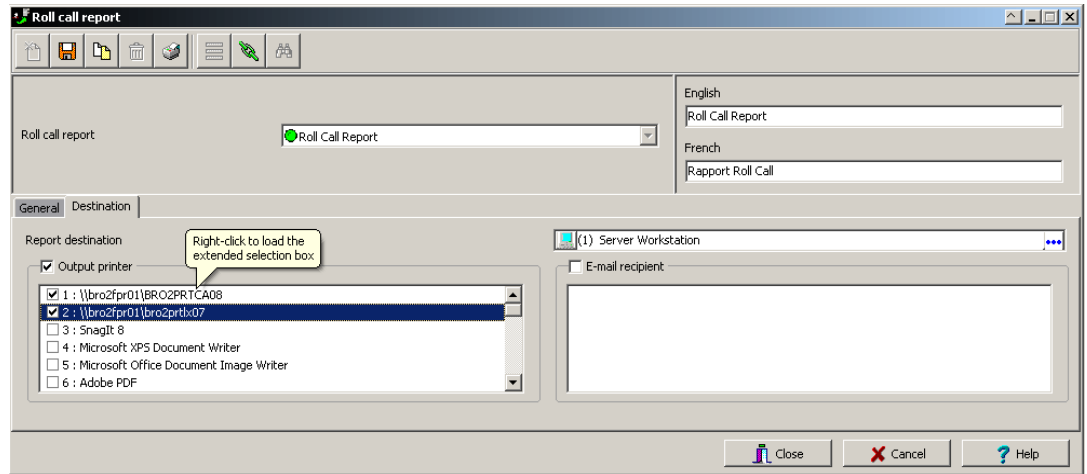 Roll call report
English
Roll Call Report
Roll call report
Roll Call Report
French
Rapport Roll Call
General
Destination
Report destination
Right-click to load the
extended selection box
(1) Server Workstation
Output printer
E-mail recipient
1 : \\bro2fpr01\BRO2PRTCA08
2 : \\bro2fpr01\bro2prtlx07
3 : SnagIt 8
4 : Microsoft XPS Document Writer
5 : Microsoft Office Document Image Writer
6 : Adobe PDF
Close
Cancel
Help